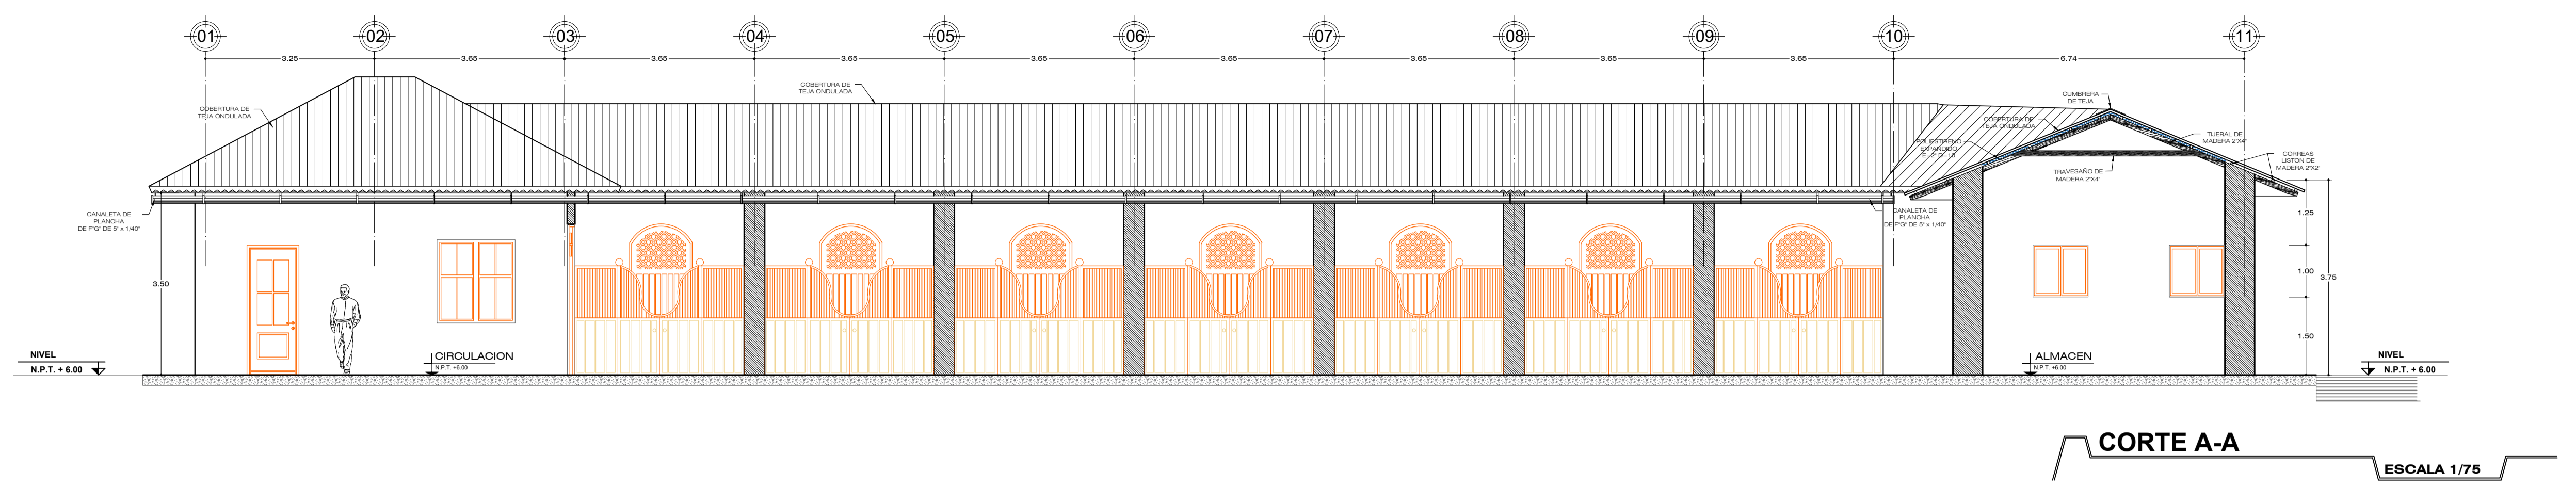 01 02 03 04 05 06 07 08 09 10 11
3.25 3.65 3.65 3.65 3.65 3.65 3.65 3.65 3.65 6.74
COBERTURA DE
TEJA ONDULADA
COBERTURA DE
TEJA ONDULADA
CUMBRERA
DE TEJA
COBERTURA DE
TEJA ONDULADA
POLIESTIRENO
EXPANDIDO
E=2" D=10
TIJERAL DE
MADERA 2"X4"
CORREAS
LISTON DE
MADERA 2"X2"
TRAVESAÑO DE
MADERA 2"X4"
CANALETA DE
PLANCHA
DE F°G° DE 5" x 1/40"
CANALETA DE
PLANCHA
DE F°G° DE 5" x 1/40"
1.25
1.00
3.75
1.50
3.50
NIVEL
N.P.T. + 6.00
CIRCULACION
N.P.T. +6.00
ALMACEN
N.P.T. +6.00
NIVEL
N.P.T. + 6.00
CORTE A-A
ESCALA 1/75